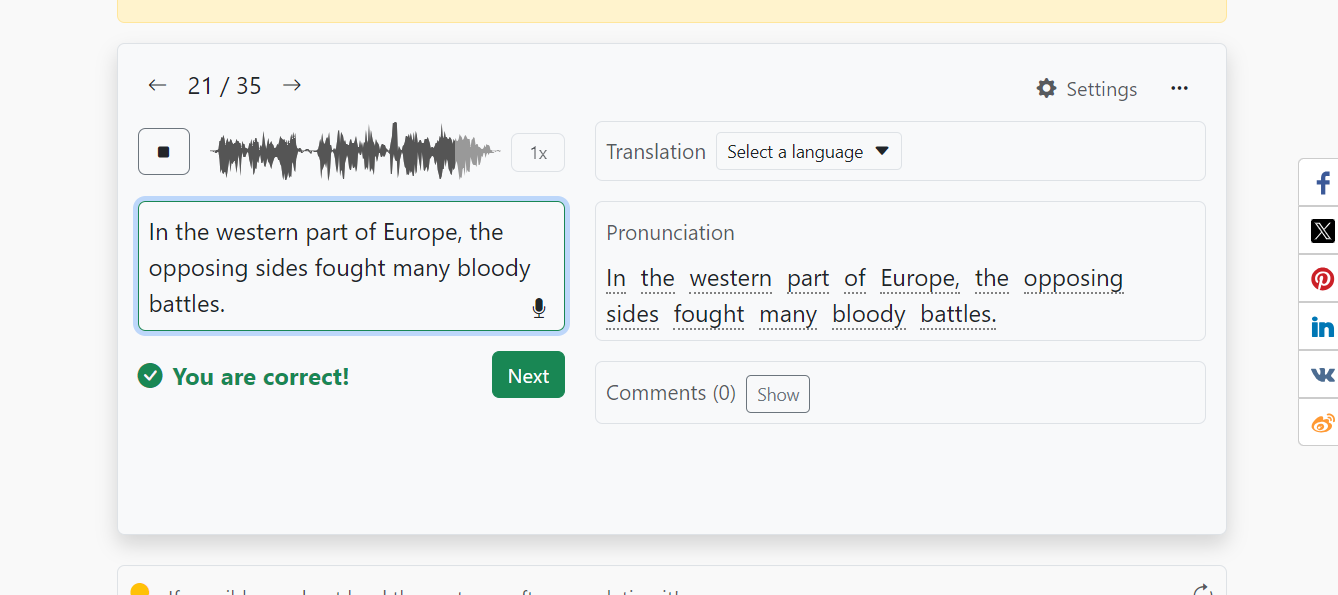 21 / 35
Settings
1x
Translation
Select a language
In the western part of Europe, the
opposing sides fought many bloody
battles.
Pronunciation
In the western part of Europe, the opposing
sides fought many bloody battles.
You are correct!
Next
Comments (0)
Show